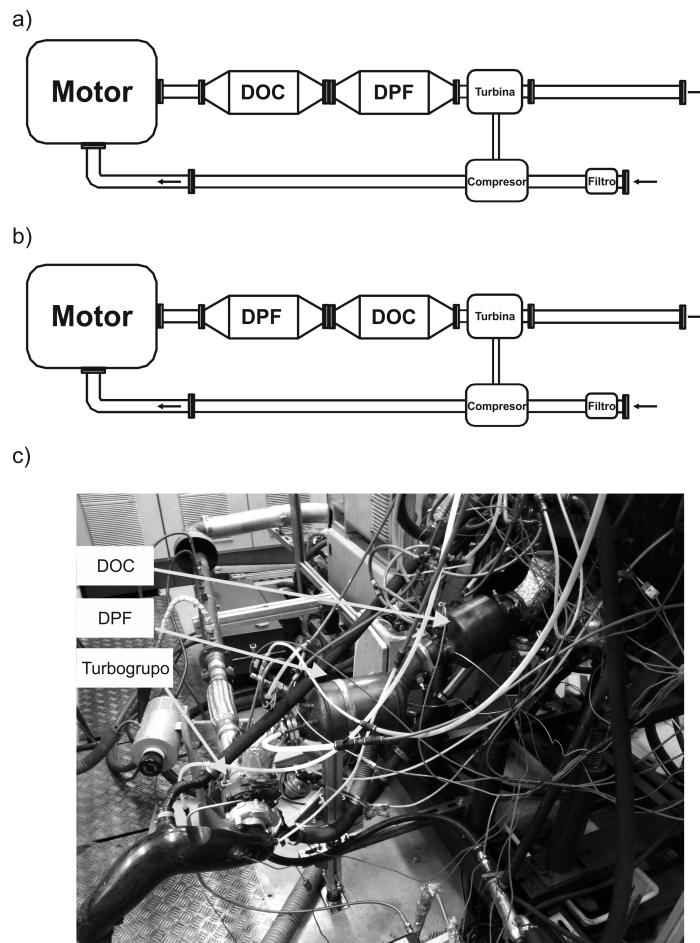 a)
Motor
DOC
DPF
Turbina
Compresor
Filtro
b)
Motor
DPF
DOC
Turbina
Compresor
Filtro
c)
DOC
DPF
Turbogrupo